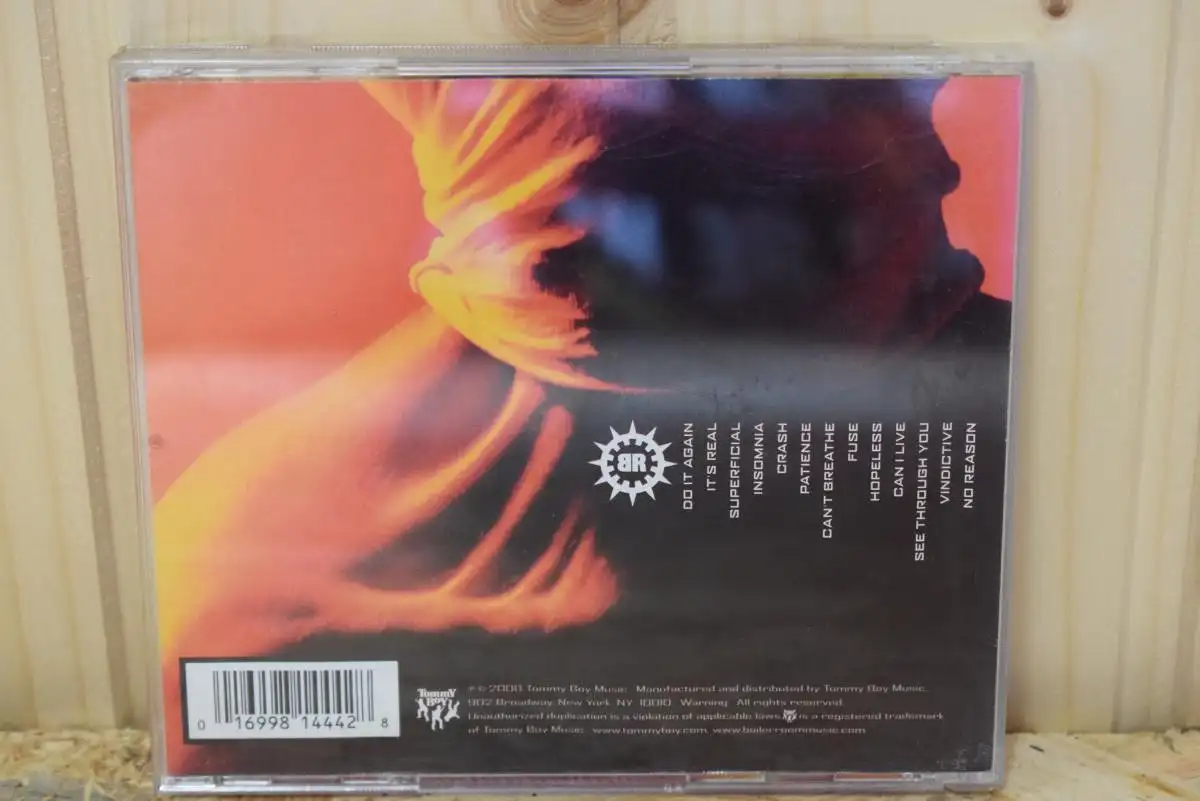 NO REASON
VINDICTIVE
SEE THROUGH YOU
CAN I LIVE
HOPELESS
FUSE
CAN'T BREATHE
PATIENCE
CRASH
INSOMNIA
SUPERFICIAL
IT'S REAL
DO IT AGAIN
BR
0 16998 14442 8
Tommy
Boy
℗ © 2000 Tommy Boy Music. Manufactured and distributed by Tommy Boy Music,
902 Broadway New York, NY 10010. Warning: All rights reserved.
Unauthorized duplication is a violation of applicable laws. is a registered trademark
of Tommy Boy Music. www.tommyboy.com, www.boilerroommusic.com